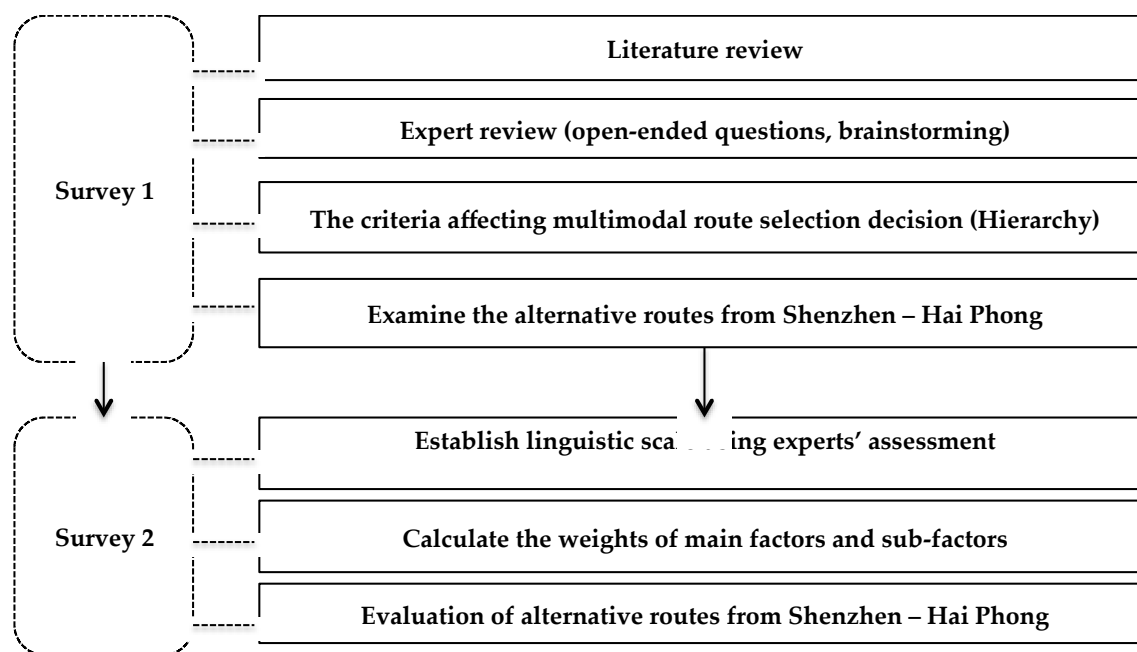 Literature review
Expert review (open-ended questions, brainstorming)
Survey 1
The criteria affecting multimodal route selection decision (Hierarchy)
Examine the alternative routes from Shenzhen – Hai Phong
Establish linguistic experts’ assessment
Survey 2
Calculate the weights of main factors and sub-factors
Evaluation of alternative routes from Shenzhen – Hai Phong